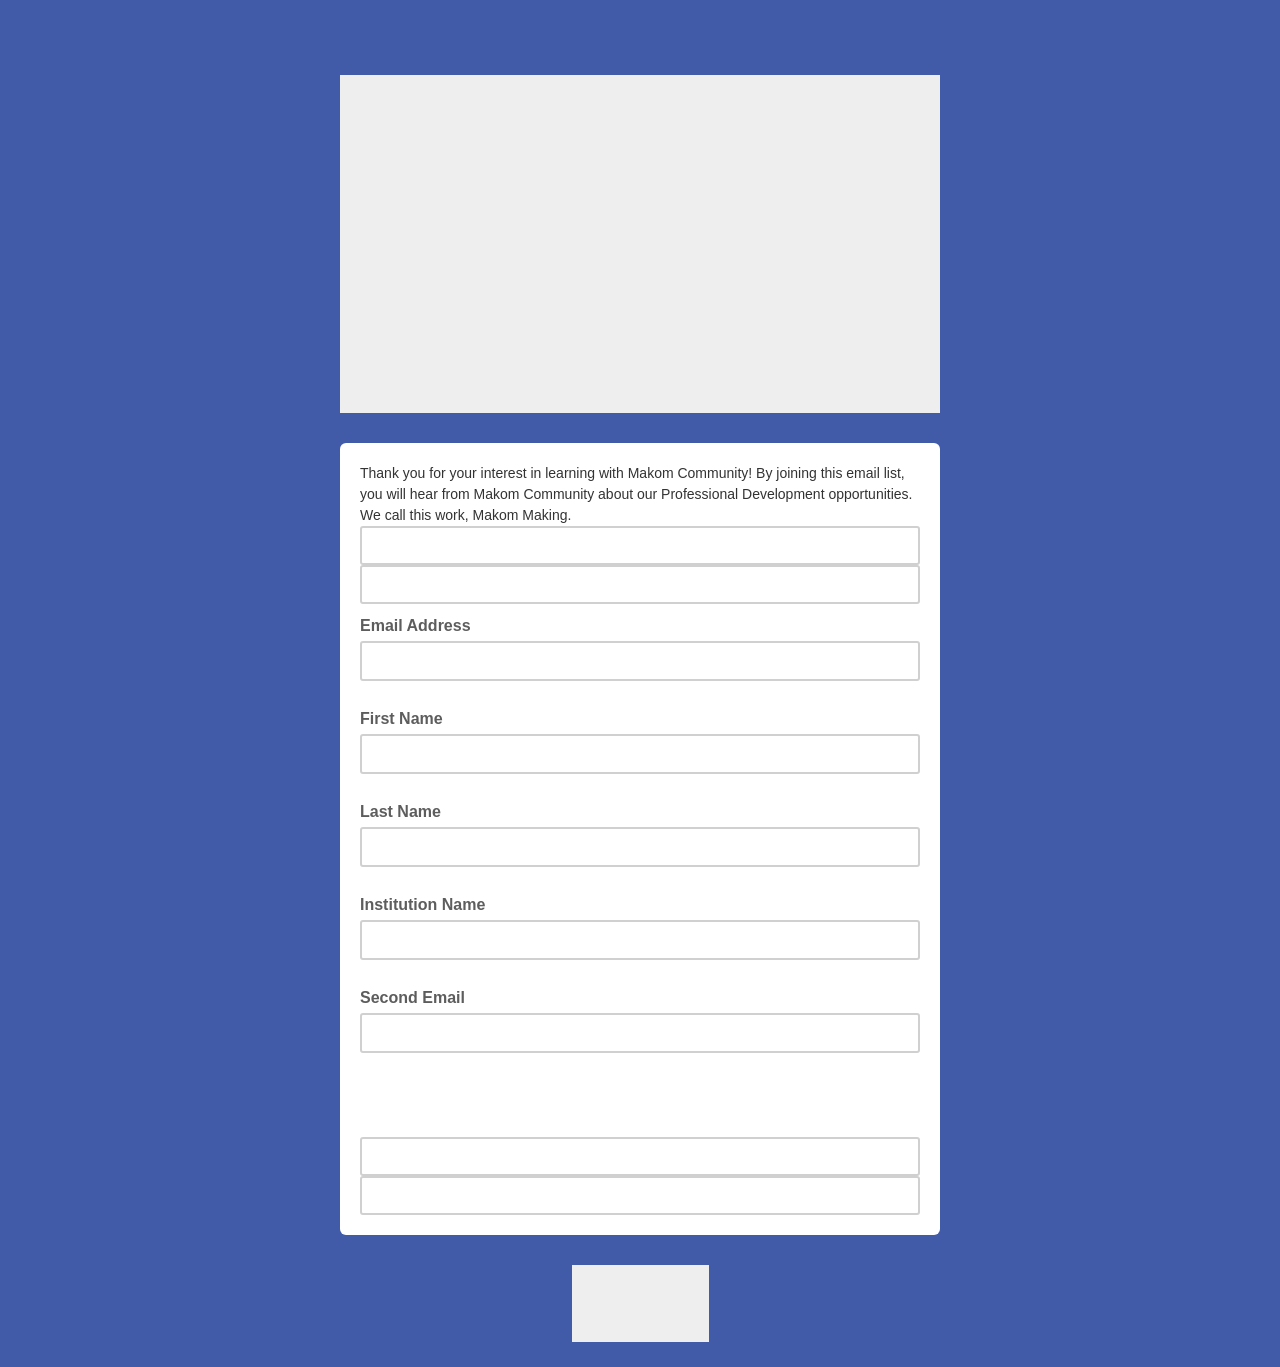 Thank you for your interest in learning with Makom Community! By joining this email list,
you will hear from Makom Community about our Professional Development opportunities.
We call this work, Makom Making.
Email Address
First Name
Last Name
Institution Name
Second Email